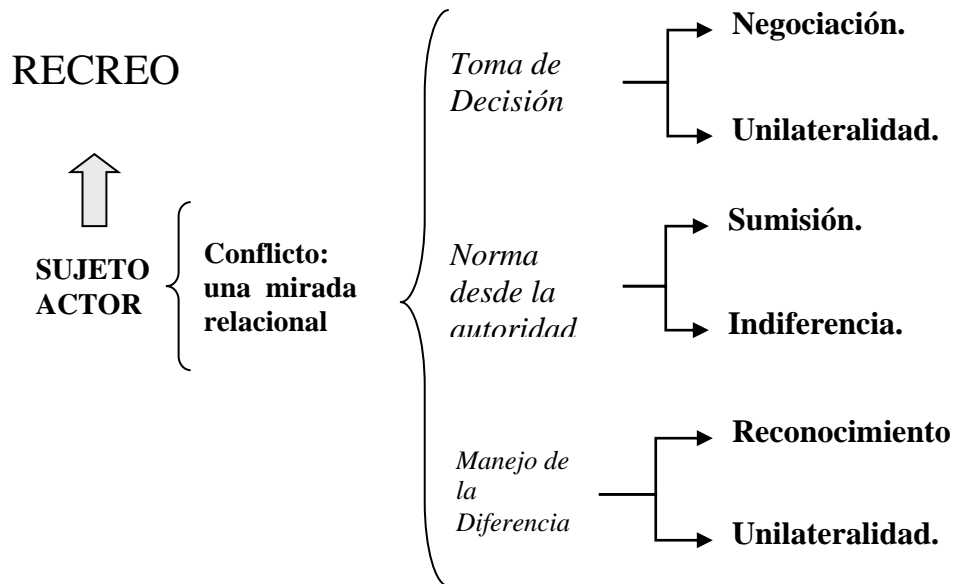 RECREO
SUJETO
ACTOR
Conflicto:
una mirada
relacional
Toma de
Decisión
Negociación.
Unilateralidad.
Norma
desde la
autoridad
Sumisión.
Indiferencia.
Manejo de
la
Diferencia
Reconocimiento
Unilateralidad.